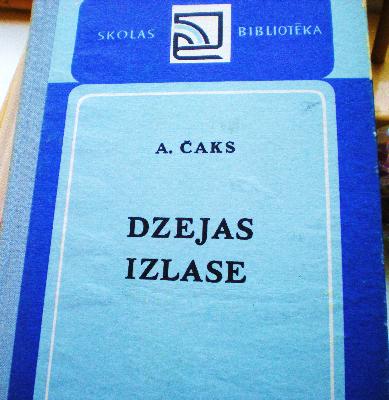 SKOLAS BIBLIOTĒKA
A. ČAKS
DZEJAS
IZLASE